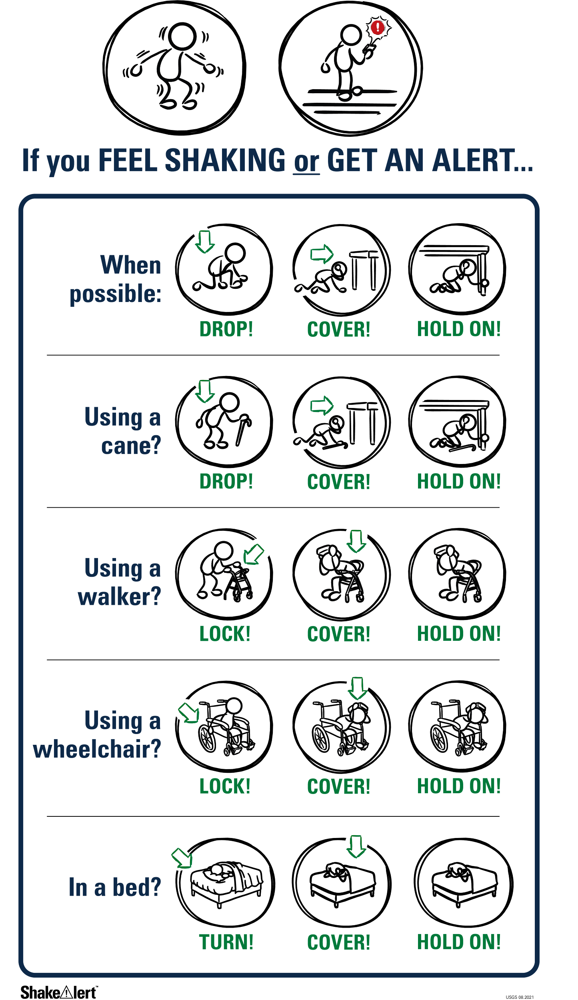 If you FEEL SHAKING or GET AN ALERT...
When
possible:
DROP!
COVER!
HOLD ON!
Using a
cane?
DROP!
COVER!
HOLD ON!
Using a
walker?
LOCK!
COVER!
HOLD ON!
Using a
wheelchair?
LOCK!
COVER!
HOLD ON!
In a bed?
TURN!
COVER!
HOLD ON!
ShakeAlert™
USGS 08.2021